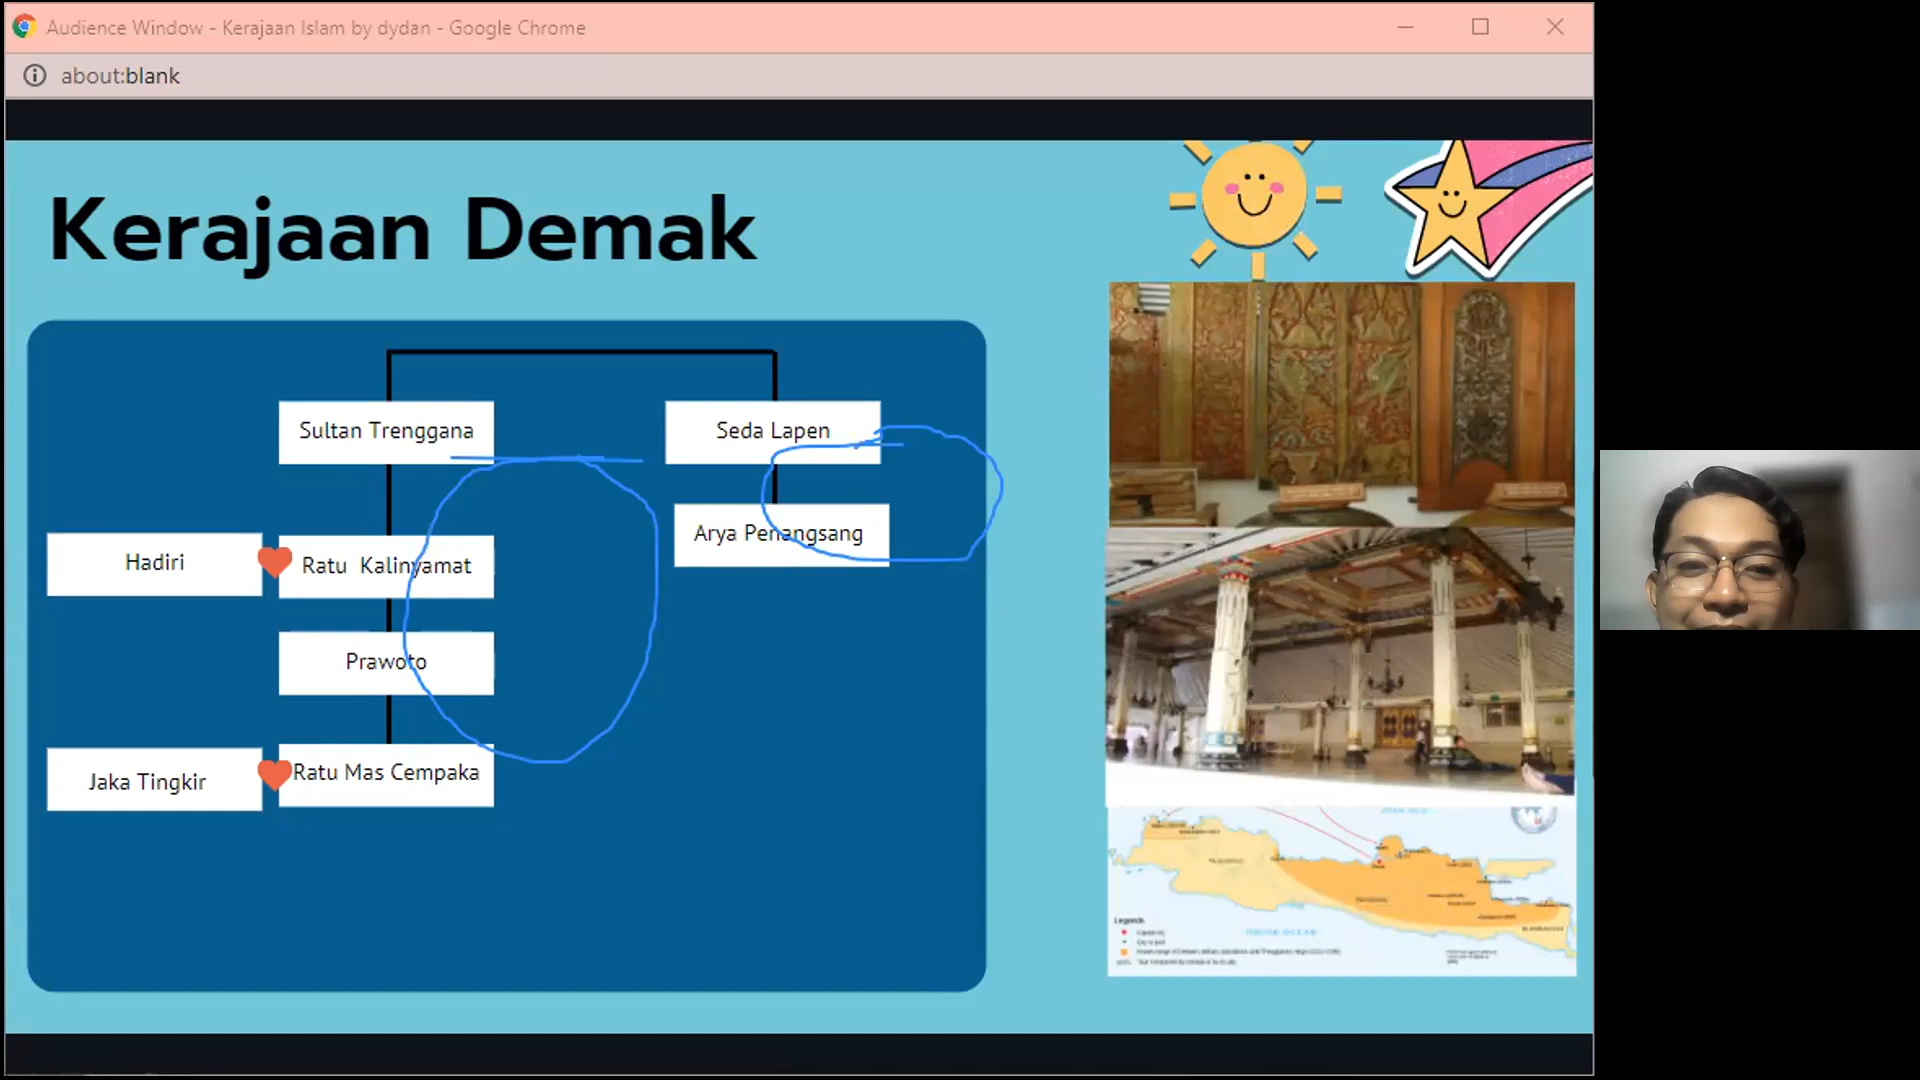 Audience Window - Kerajaan Islam by dydan - Google Chrome
about:blank
Kerajaan Demak
Sultan Trenggana
Seda Lapen
Arya Penangsang
Hadiri
Ratu Kalinyamat
Prawoto
Jaka Tingkir
Ratu Mas Cempaka
Legends